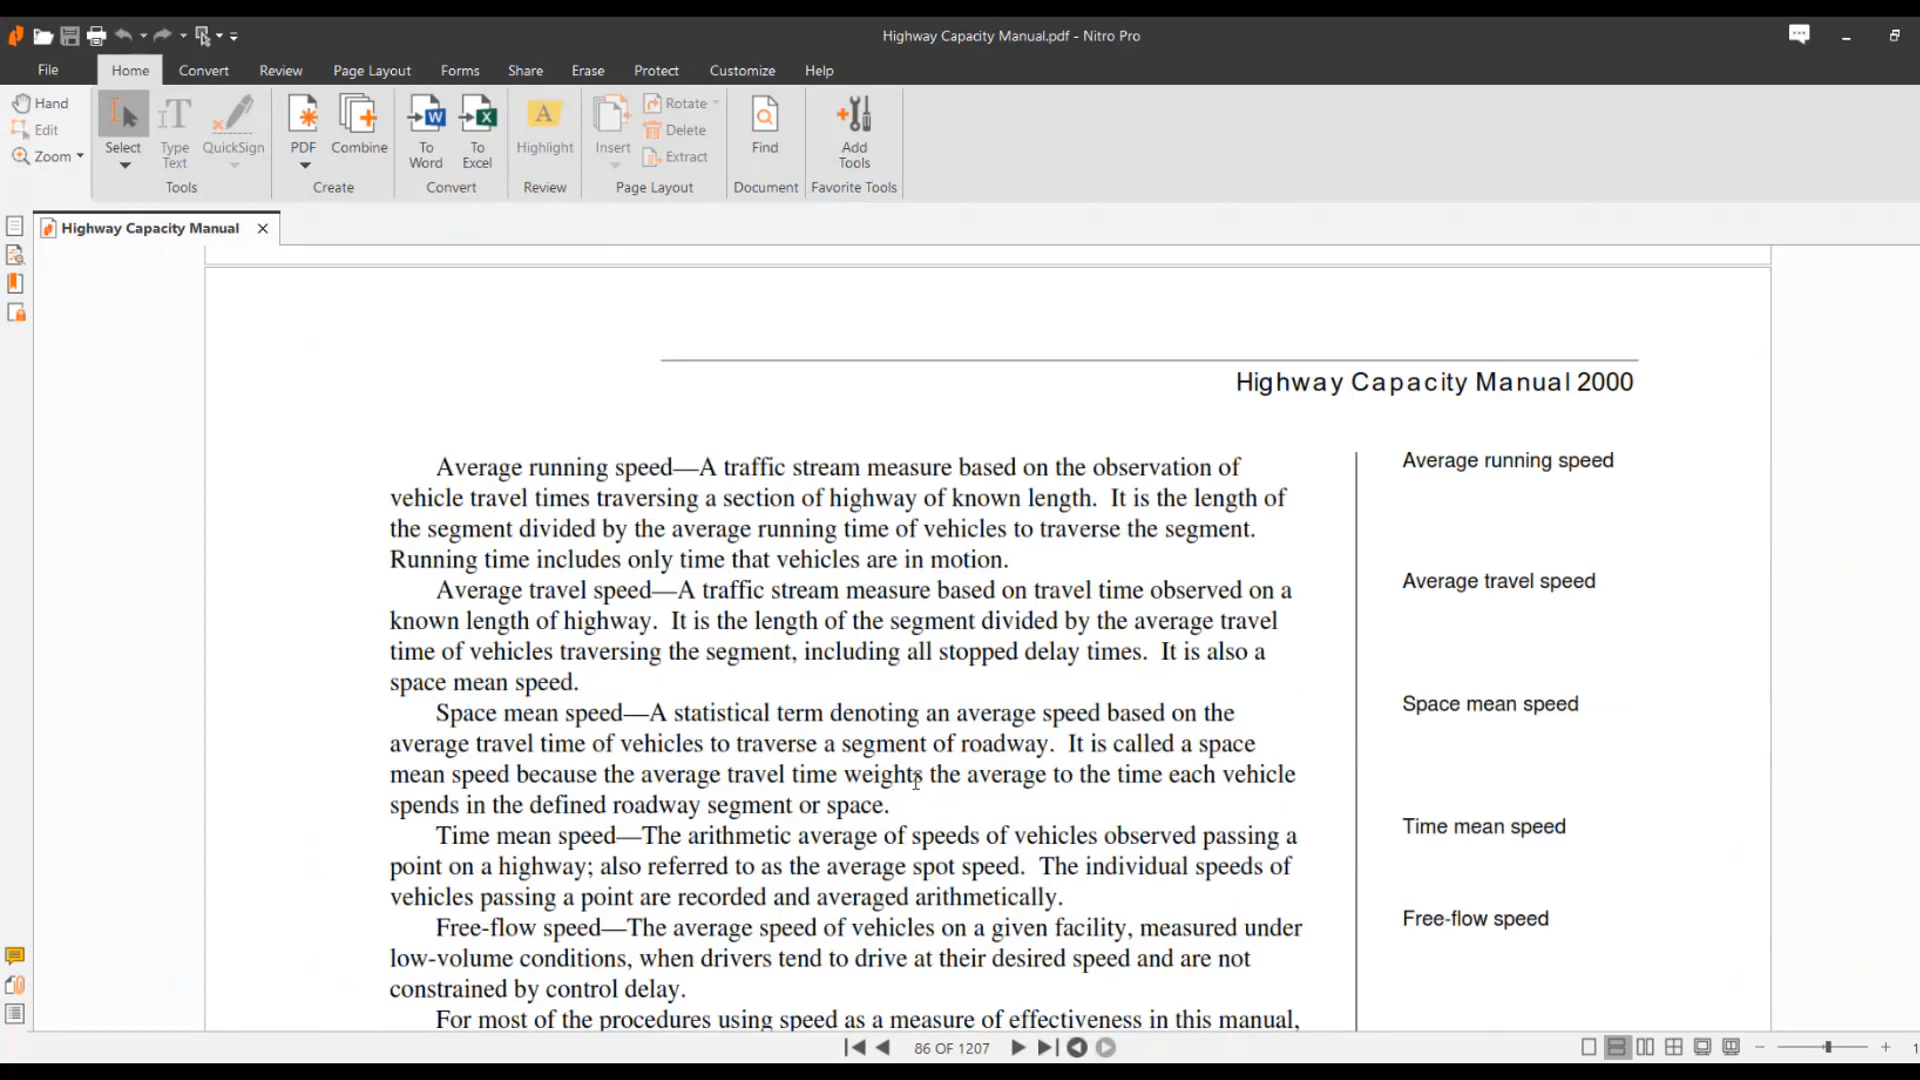 Highway Capacity Manual.pdf - Nitro Pro
File Home Convert Review Page Layout Forms Share Erase Protect Customize Help
Hand
Edit
Zoom
Select
Type Text
QuickSign
Tools
PDF
Combine
Create
To Word
To Excel
Convert
Highlight
Review
Insert
Rotate
Delete
Extract
Page Layout
Find
Document
Add Tools
Favorite Tools
Highway Capacity Manual
Highway Capacity Manual 2000
Average running speed—A traffic stream measure based on the observation of
vehicle travel times traversing a section of highway of known length. It is the length of
the segment divided by the average running time of vehicles to traverse the segment.
Running time includes only time that vehicles are in motion.
Average travel speed—A traffic stream measure based on travel time observed on a
known length of highway. It is the length of the segment divided by the average travel
time of vehicles traversing the segment, including all stopped delay times. It is also a
space mean speed.
Space mean speed—A statistical term denoting an average speed based on the
average travel time of vehicles to traverse a segment of roadway. It is called a space
mean speed because the average travel time weights the average to the time each vehicle
spends in the defined roadway segment or space.
Time mean speed—The arithmetic average of speeds of vehicles observed passing a
point on a highway; also referred to as the average spot speed. The individual speeds of
vehicles passing a point are recorded and averaged arithmetically.
Free-flow speed—The average speed of vehicles on a given facility, measured under
low-volume conditions, when drivers tend to drive at their desired speed and are not
constrained by control delay.
For most of the procedures using speed as a measure of effectiveness in this manual,
Average running speed
Average travel speed
Space mean speed
Time mean speed
Free-flow speed
86 OF 1207
1